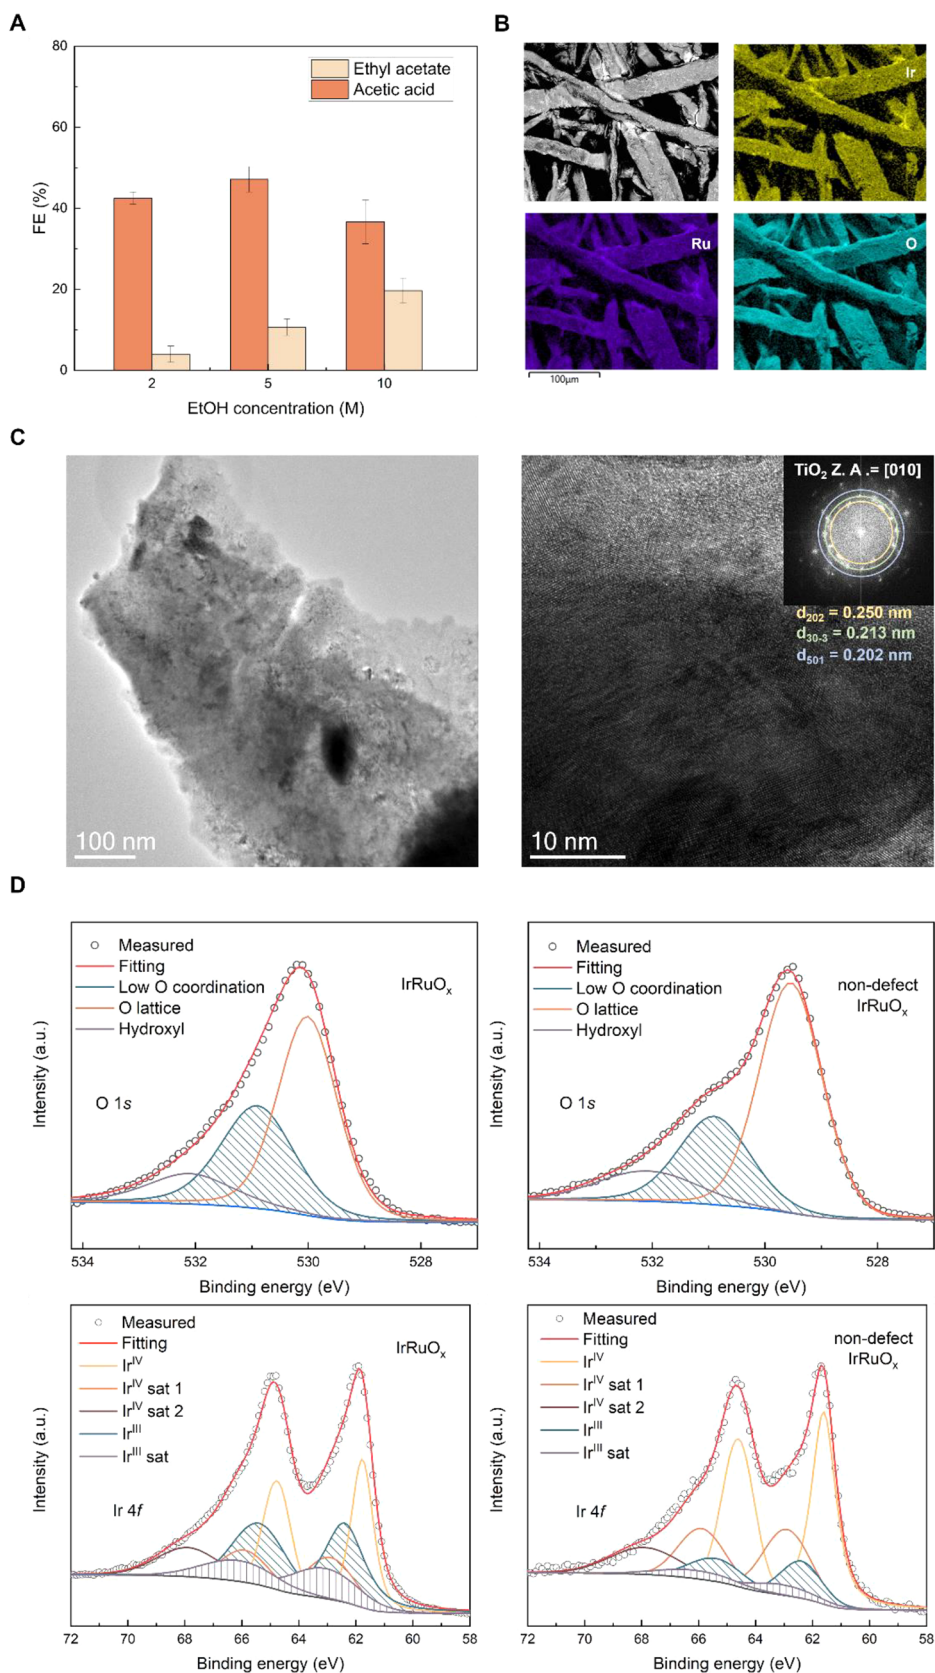 A
80
60
40
20
0
FE (%)
Ethyl acetate
Acetic acid
2
5
10
EtOH concentration (M)
B
Ir
Ru
O
100μm
C
100 nm
TiO₂ Z. A .= [010]
d₂₀₂ = 0.250 nm
d₃₀₋₃ = 0.213 nm
d₅₀₁ = 0.202 nm
10 nm
D
Measured
Fitting
Low O coordination
O lattice
Hydroxyl
IrRuOₓ
O 1s
Intensity (a.u.)
534
532
530
528
Binding energy (eV)
Measured
Fitting
Low O coordination
O lattice
Hydroxyl
non-defect
IrRuOₓ
O 1s
Intensity (a.u.)
534
532
530
528
Binding energy (eV)
Measured
Fitting
Irᴵⱽ
Irᴵⱽ sat 1
Irᴵⱽ sat 2
Irᴵᴵᴵ
Irᴵᴵᴵ sat
IrRuOₓ
Ir 4f
Intensity (a.u.)
72 70 68 66 64 62 60 58
Binding energy (eV)
Measured
Fitting
Irᴵⱽ
Irᴵⱽ sat 1
Irᴵⱽ sat 2
Irᴵᴵᴵ
Irᴵᴵᴵ sat
non-defect
IrRuOₓ
Ir 4f
Intensity (a.u.)
72 70 68 66 64 62 60 58
Binding energy (eV)